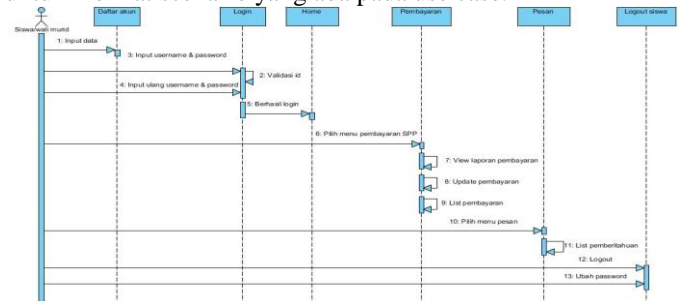 Daftar akun
Login
Home
Pembayaran
Pesan
Logout siswa
Siswa/wali murid
1: Input data
3: Input username & password
2: Validasi id
4: Input ulang username & password
5: Berhasil login
6: Pilih menu pembayaran SPP
7: View laporan pembayaran
8: Update pembayaran
9: List pembayaran
10: Pilih menu pesan
11: List pemberitahuan
12: Logout
13: Ubah password